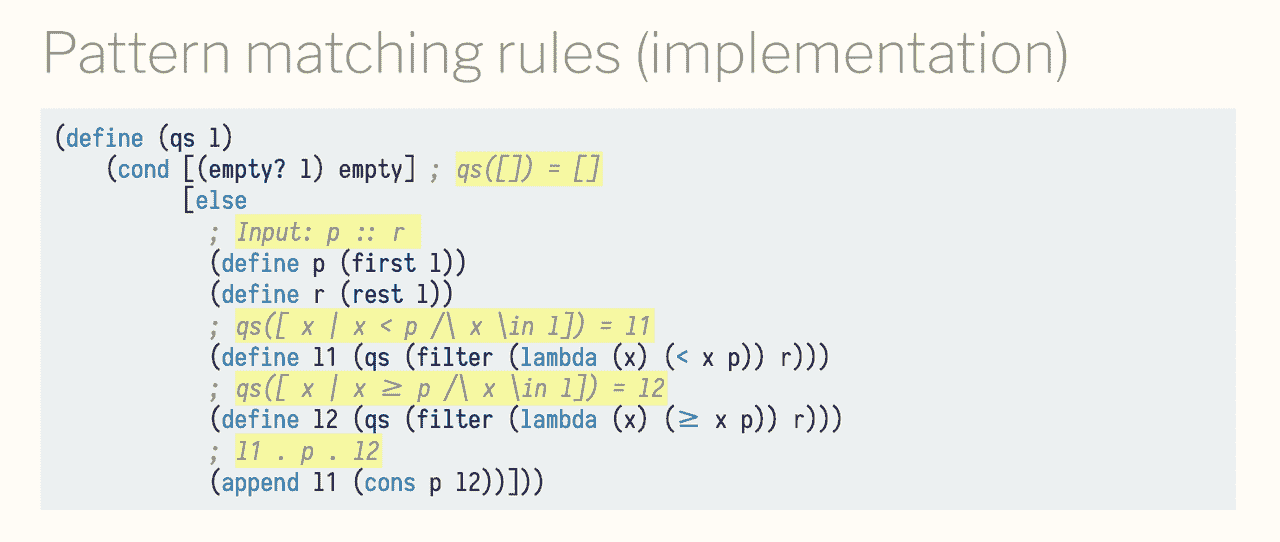 Pattern matching rules (implementation)
(define (qs l)
(cond [(empty? l) empty] ; qs([]) = []
[else
; Input: p :: r
(define p (first l))
(define r (rest l))
; qs([ x | x < p /\ x \in l]) = l1
(define l1 (qs (filter (lambda (x) (< x p)) r)))
; qs([ x | x ≥ p /\ x \in l]) = l2
(define l2 (qs (filter (lambda (x) (≥ x p)) r)))
; l1 . p . l2
(append l1 (cons p l2))]))